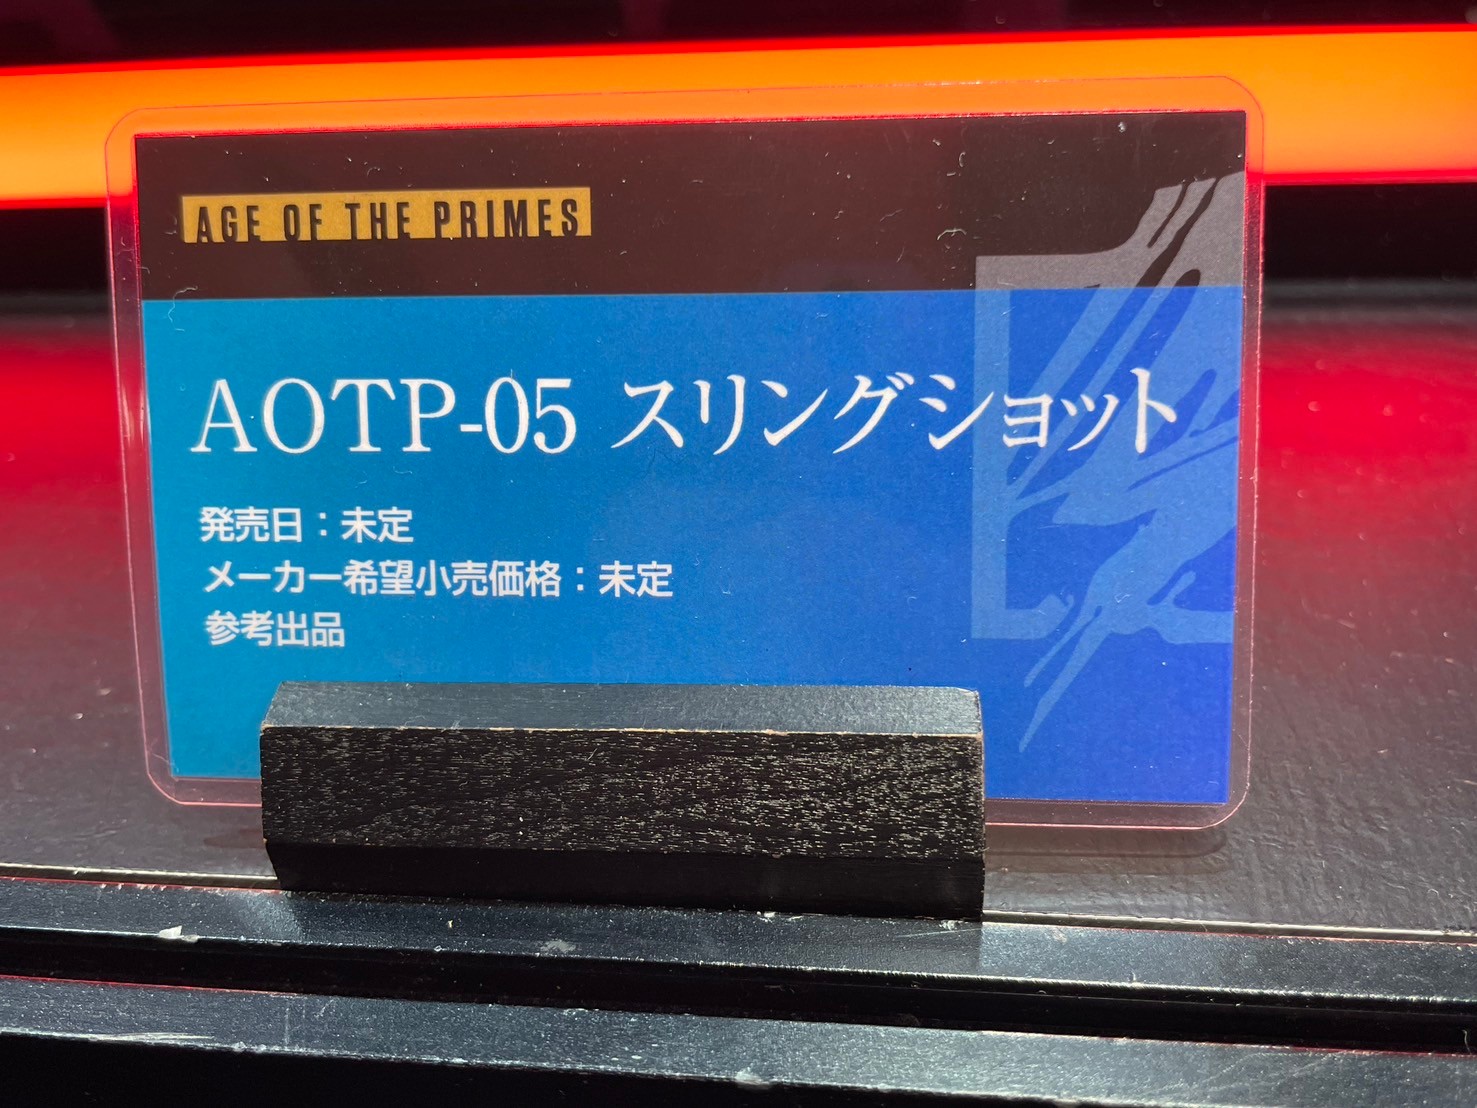 AGE OF THE PRIMES
AOTP-05 スリングショット
発売日：未定
メーカー希望小売価格：未定
参考出品